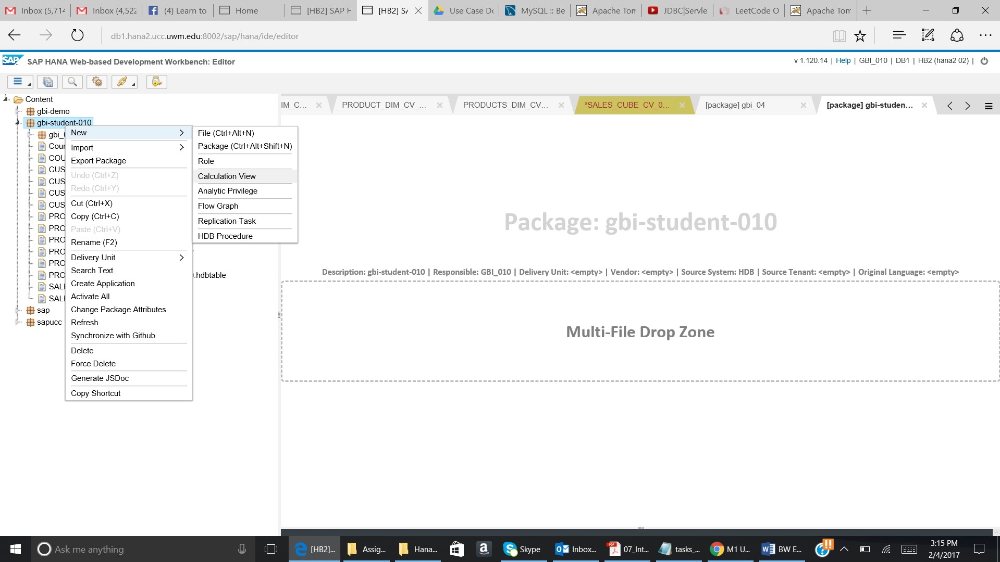 Inbox (5,714
Inbox (4,522
(4) Learn to
Home
[HB2] SAP H
[HB2] SA
Use Case Do
MySQL :: Be
Apache Tom
JDBC|Servle
LeetCode O
Apache Tom
db1.hana2.ucc.uwm.edu:8002/sap/hana/ide/editor
SAP SAP HANA Web-based Development Workbench: Editor
v 1.120.14 | Help | GBI_010 | DB1 | HB2 (hana2 02) |
IM_C...
PRODUCT_DIM_CV_...
PRODUCTS_DIM_CV...
*SALES_CUBE_CV_0...
[package] gbi_04
[package] gbi-studen...
Content
gbi-demo
gbi-student-010
gbi_
Cour
COU
CUS
CUS
CUS
CUS
PRO
PRO
PRO
PRO
PRO
PRO
0.hdbtable
SALE
SALE
sap
sapucc
New
Import
Export Package
Undo (Ctrl+Z)
Redo (Ctrl+Y)
Cut (Ctrl+X)
Copy (Ctrl+C)
Paste (Ctrl+V)
Rename (F2)
Delivery Unit
Search Text
Create Application
Activate All
Change Package Attributes
Refresh
Synchronize with Github
Delete
Force Delete
Generate JSDoc
Copy Shortcut
File (Ctrl+Alt+N)
Package (Ctrl+Alt+Shift+N)
Role
Calculation View
Analytic Privilege
Flow Graph
Replication Task
HDB Procedure
Package: gbi-student-010
Description: gbi-student-010 | Responsible: GBI_010 | Delivery Unit: <empty> | Vendor: <empty> | Source System: HDB | Source Tenant: <empty> | Original Language: <empty>
Multi-File Drop Zone
Ask me anything
[HB2]...
Assig...
Hana...
Skype
Inbox...
07_Int...
tasks_...
M1 U...
BW E...
3:15 PM
2/4/2017